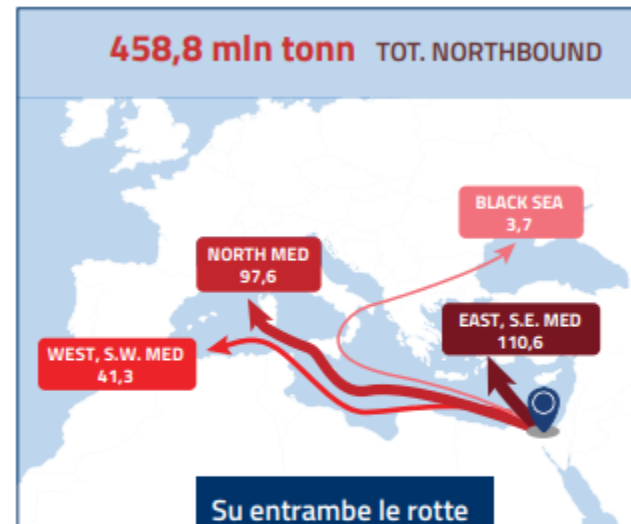 458,8 mln tonn TOT. NORTHBOUND
BLACK SEA
3,7
NORTH MED
97,6
EAST, S.E. MED
110,6
WEST, S.W. MED
41,3
Su entrambe le rotte